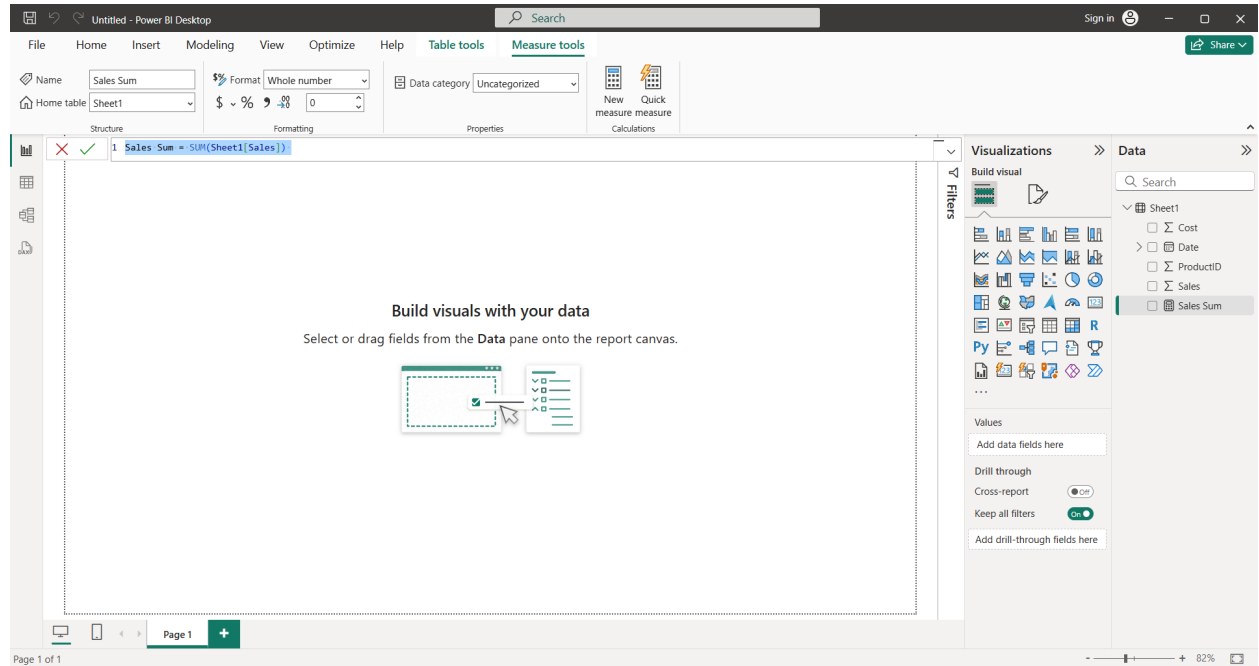 Untitled - Power BI Desktop
Search
Sign in
File Home Insert Modeling View Optimize Help Table tools Measure tools
Share
Name Sales Sum
Home table Sheet1
Structure
$% Format Whole number
$ % 9 .00 0
Formatting
Data category Uncategorized
Properties
New measure
Quick measure
Calculations
1 Sales Sum = SUM(Sheet1[Sales])
Filters
Build visuals with your data
Select or drag fields from the Data pane onto the report canvas.
Visualizations
Build visual
123
R
Py
...
Values
Add data fields here
Drill through
Cross-report Off
Keep all filters On
Add drill-through fields here
Data
Search
Sheet1
Cost
Date
ProductID
Sales
Sales Sum
DAX
Page 1
+
Page 1 of 1
- + 82%